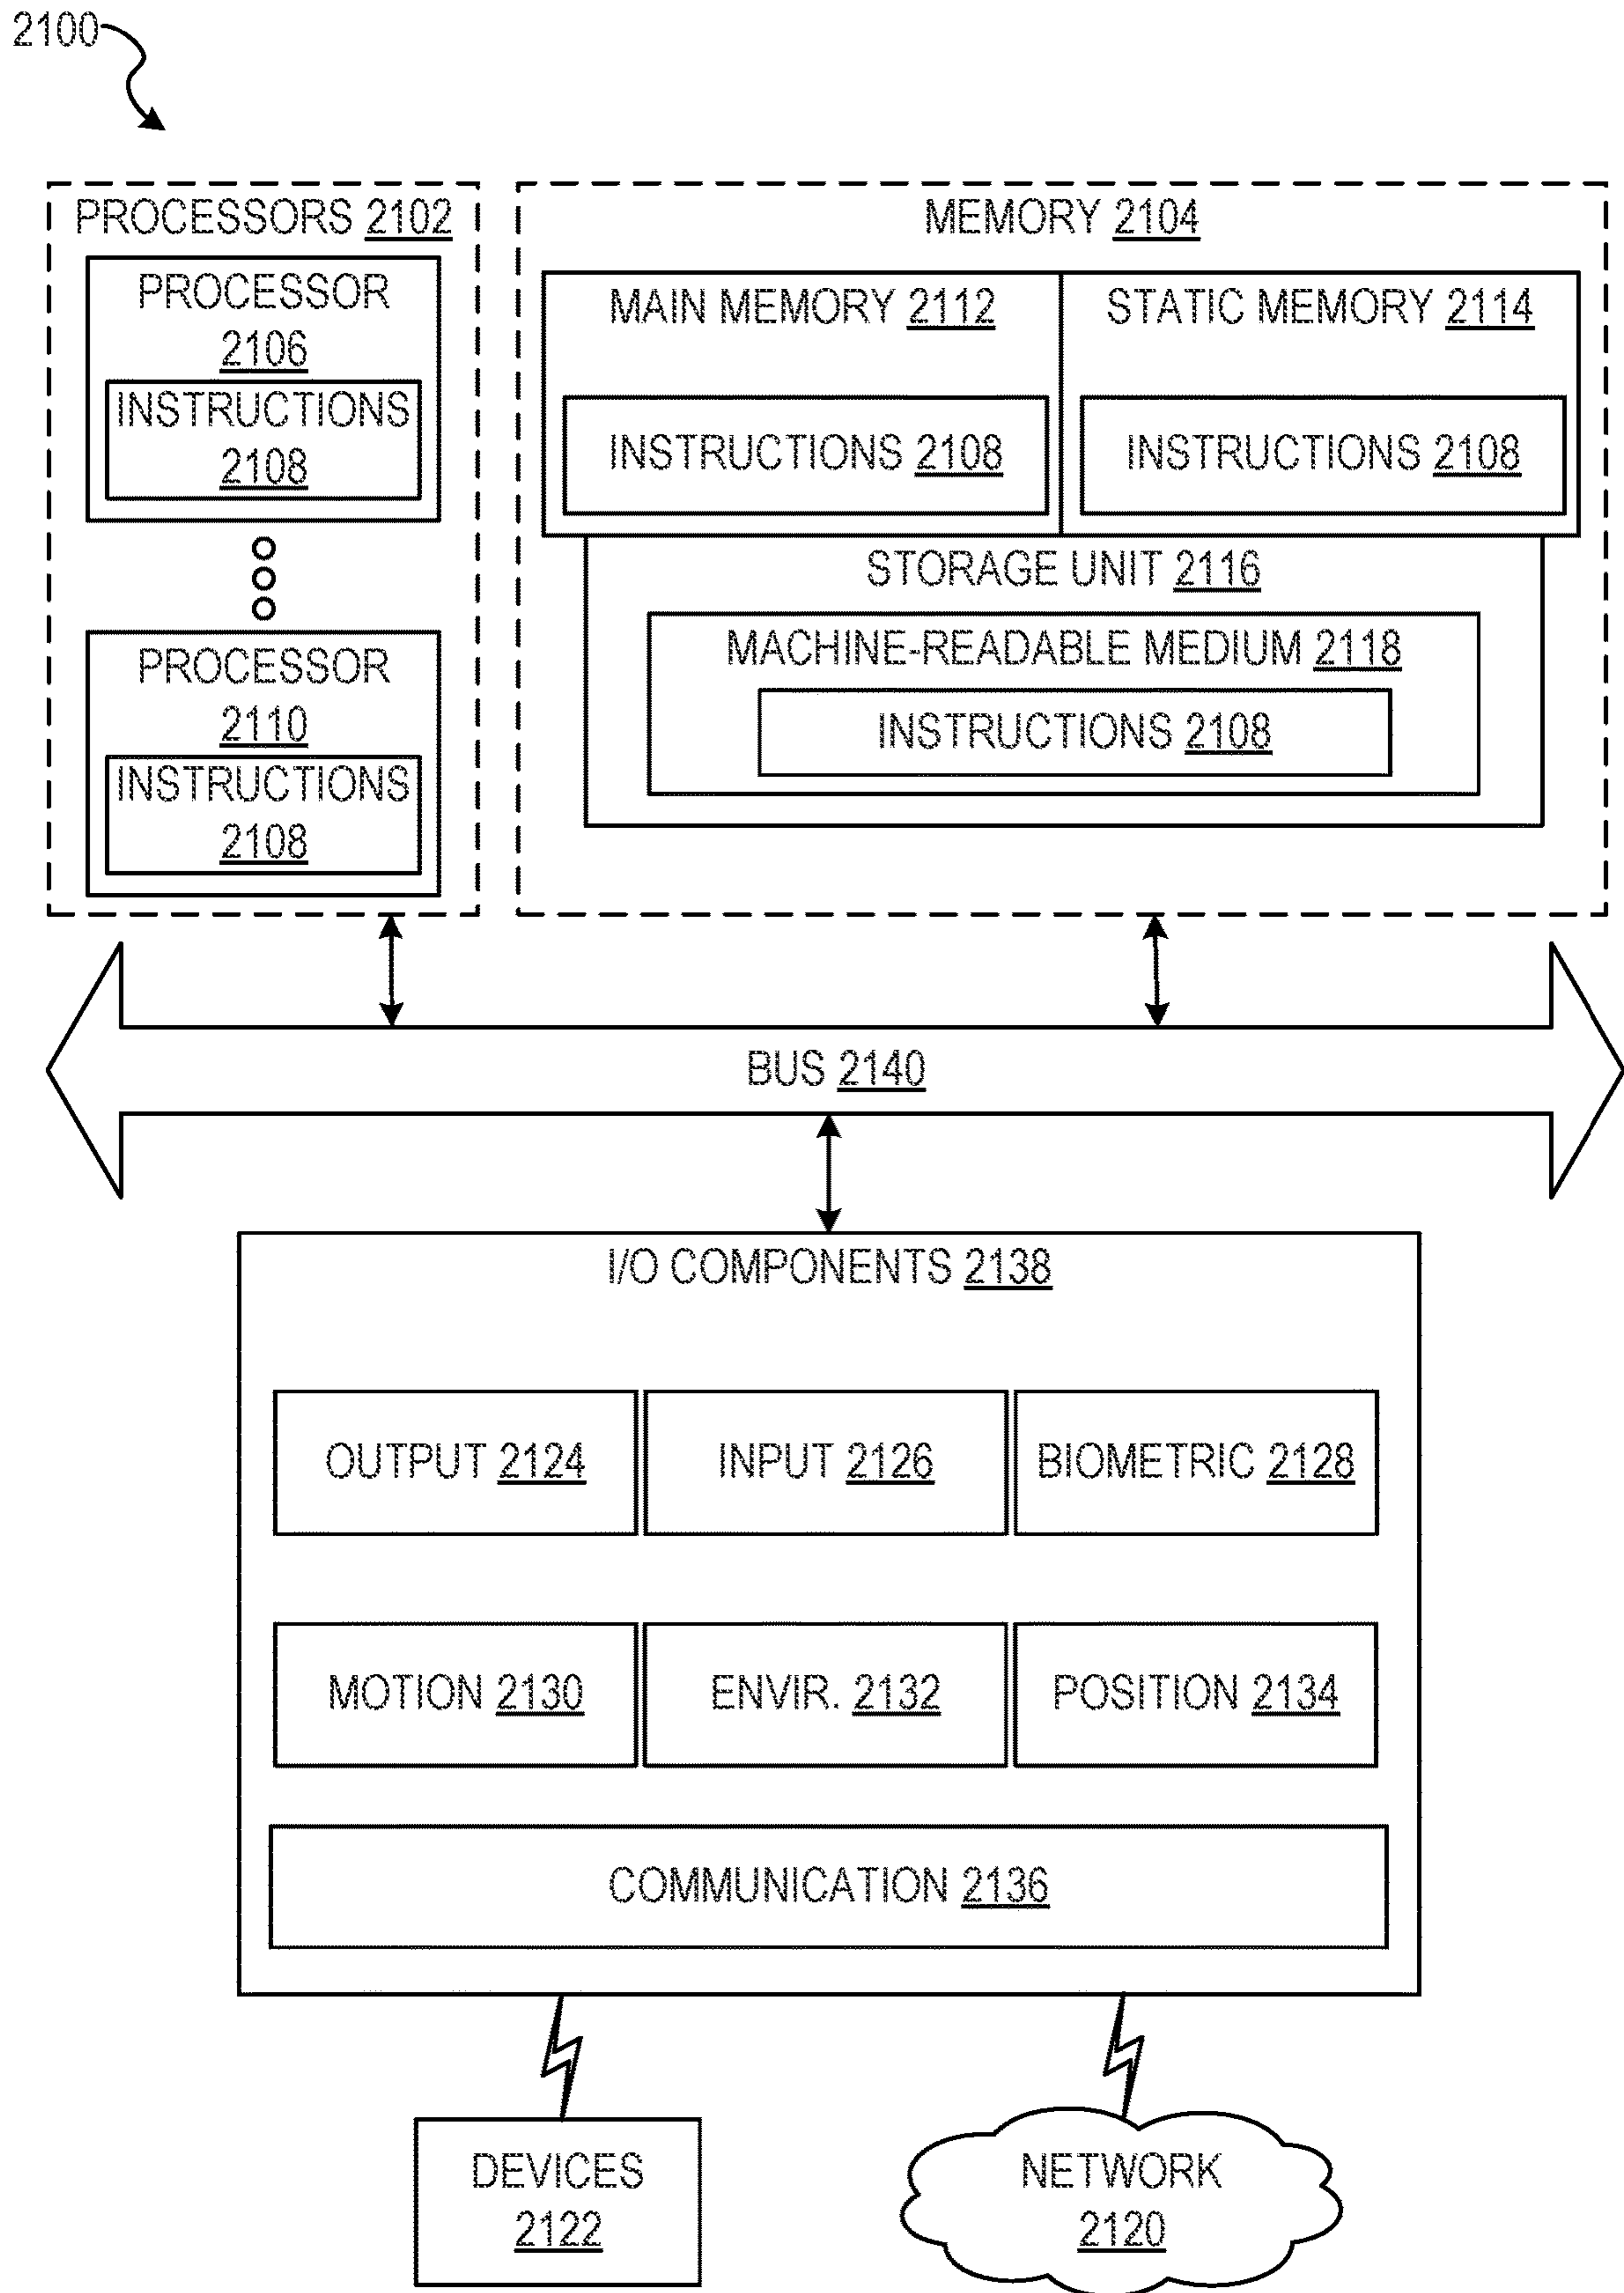 2100
PROCESSORS 2102
PROCESSOR
2106
INSTRUCTIONS
2108
PROCESSOR
2110
INSTRUCTIONS
2108
MEMORY 2104
MAIN MEMORY 2112
INSTRUCTIONS 2108
STATIC MEMORY 2114
INSTRUCTIONS 2108
STORAGE UNIT 2116
MACHINE-READABLE MEDIUM 2118
INSTRUCTIONS 2108
BUS 2140
I/O COMPONENTS 2138
OUTPUT 2124
INPUT 2126
BIOMETRIC 2128
MOTION 2130
ENVIR. 2132
POSITION 2134
COMMUNICATION 2136
DEVICES
2122
NETWORK
2120